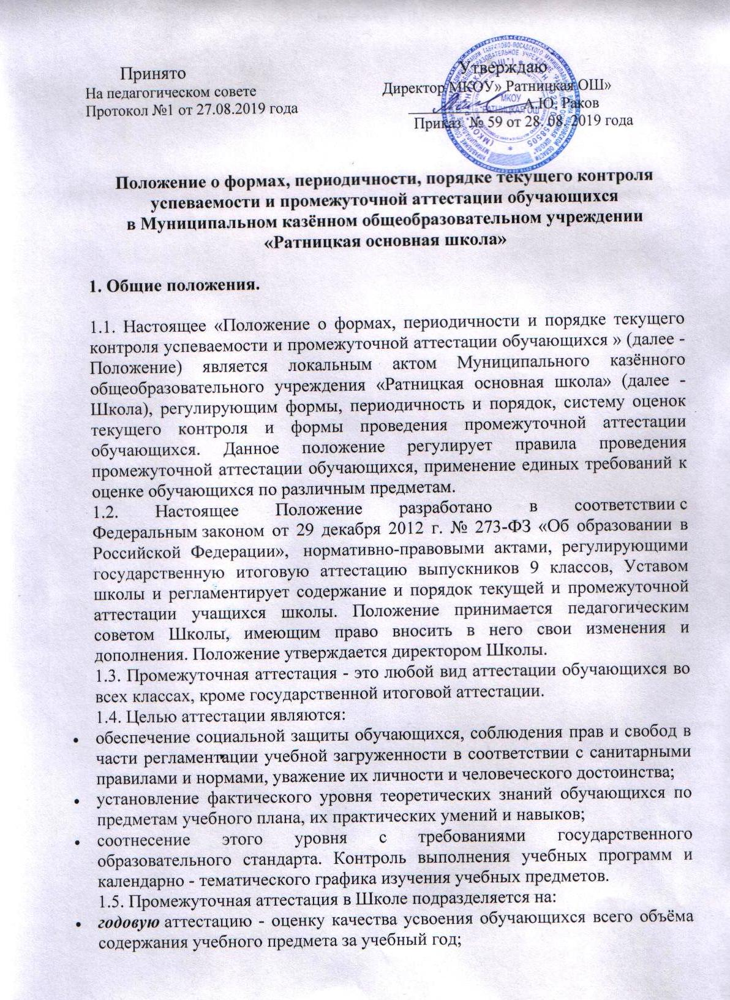 Принято
На педагогическом совете
Протокол №1 от 27.08.2019 года
Утверждаю
Директор МКОУ» Ратницкая ОШ»
А.Ю. Раков
Приказ № 59 от 28. 08. 2019 года
МКОУ
"РАТНИЦКАЯ ОШ"
Положение о формах, периодичности, порядке текущего контроля
успеваемости и промежуточной аттестации обучающихся
в Муниципальном казённом общеобразовательном учреждении
«Ратницкая основная школа»
1. Общие положения.
1.1. Настоящее «Положение о формах, периодичности и порядке текущего
контроля успеваемости и промежуточной аттестации обучающихся » (далее -
Положение) является локальным актом Муниципального казённого
общеобразовательного учреждения «Ратницкая основная школа» (далее -
Школа), регулирующим формы, периодичность и порядок, систему оценок
текущего контроля и формы проведения промежуточной аттестации
обучающихся. Данное положение регулирует правила проведения
промежуточной аттестации обучающихся, применение единых требований к
оценке обучающихся по различным предметам.
1.2. Настоящее Положение разработано в соответствии с
Федеральным законом от 29 декабря 2012 г. № 273-ФЗ «Об образовании в
Российской Федерации», нормативно-правовыми актами, регулирующими
государственную итоговую аттестацию выпускников 9 классов, Уставом
школы и регламентирует содержание и порядок текущей и промежуточной
аттестации учащихся школы. Положение принимается педагогическим
советом Школы, имеющим право вносить в него свои изменения и
дополнения. Положение утверждается директором Школы.
1.3. Промежуточная аттестация - это любой вид аттестации обучающихся во
всех классах, кроме государственной итоговой аттестации.
1.4. Целью аттестации являются:
• обеспечение социальной защиты обучающихся, соблюдения прав и свобод в
части регламентации учебной загруженности в соответствии с санитарными
правилами и нормами, уважение их личности и человеческого достоинства;
• установление фактического уровня теоретических знаний обучающихся по
предметам учебного плана, их практических умений и навыков;
• соотнесение этого уровня с требованиями государственного
образовательного стандарта. Контроль выполнения учебных программ и
календарно - тематического графика изучения учебных предметов.
1.5. Промежуточная аттестация в Школе подразделяется на:
• годовую аттестацию - оценку качества усвоения обучающихся всего объёма
содержания учебного предмета за учебный год;